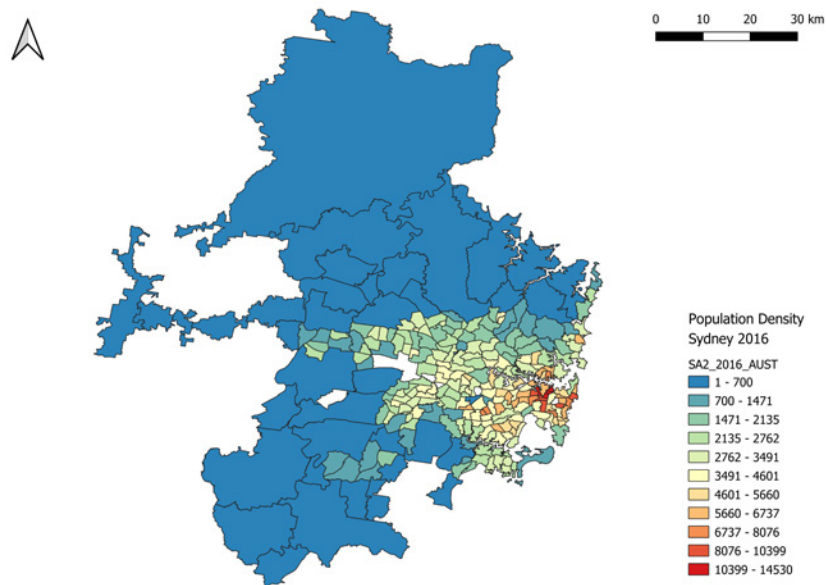 0 10 20 30 km
Population Density
Sydney 2016
SA2_2016_AUST
1 - 700
700 - 1471
1471 - 2135
2135 - 2762
2762 - 3491
3491 - 4601
4601 - 5660
5660 - 6737
6737 - 8076
8076 - 10399
10399 - 14530